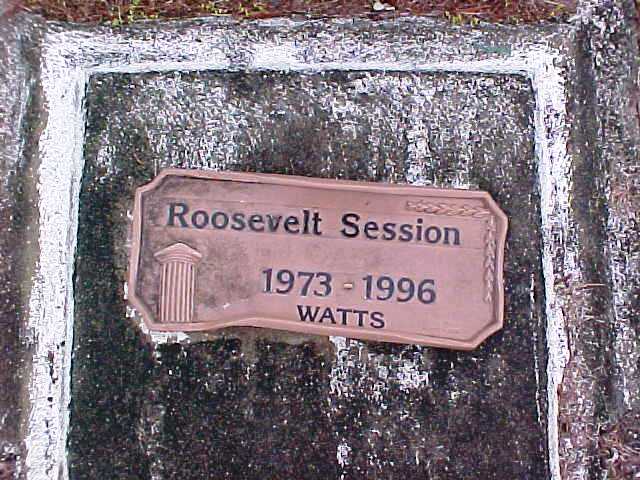 Roosevelt Session
1973 - 1996
WATTS